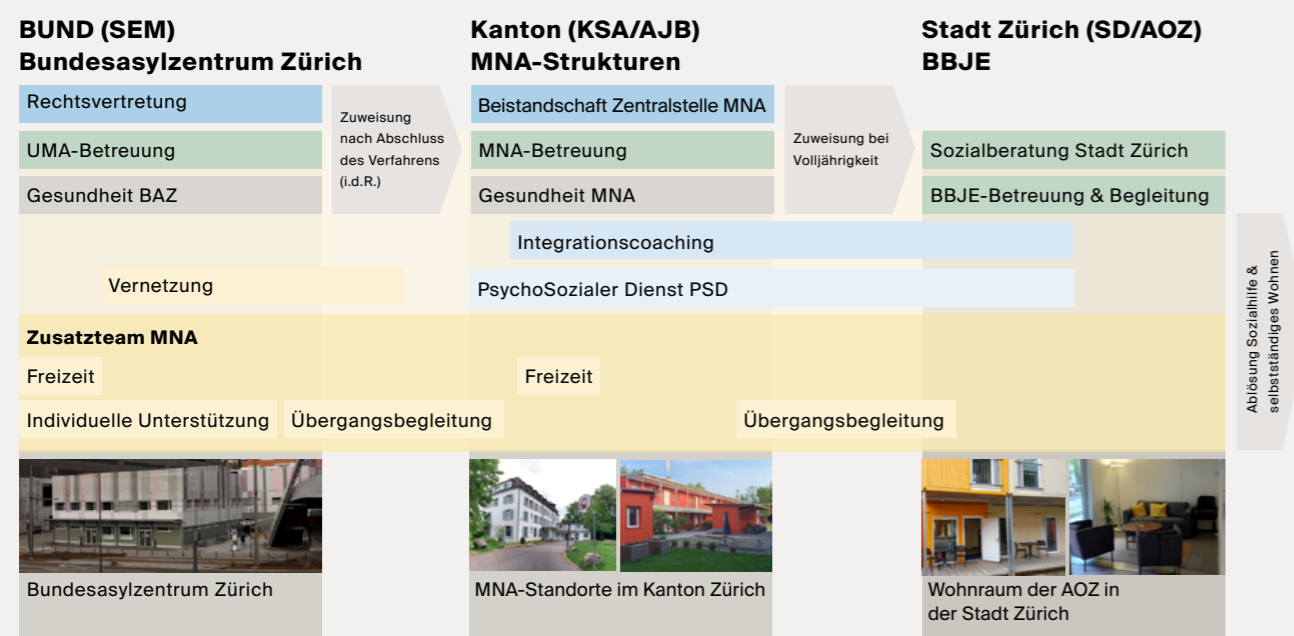 BUND (SEM)
Bundesasylzentrum Zürich
Rechtsvertretung
UMA-Betreuung
Gesundheit BAZ
Zuweisung
nach Abschluss
des Verfahrens
(i.d.R.)
Kanton (KSA/AJB)
MNA-Strukturen
Beistandschaft Zentralstelle MNA
MNA-Betreuung
Gesundheit MNA
Zuweisung bei
Volljährigkeit
Stadt Zürich (SD/AOZ)
BBJE
Sozialberatung Stadt Zürich
BBJE-Betreuung & Begleitung
Integrationscoaching
Vernetzung
PsychoSozialer Dienst PSD
Zusatzteam MNA
Freizeit
Freizeit
Individuelle Unterstützung
Übergangsbegleitung
Übergangsbegleitung
Ablösung Sozialhilfe &
selbstständiges Wohnen
Bundesasylzentrum Zürich
MNA-Standorte im Kanton Zürich
Wohnraum der AOZ in
der Stadt Zürich